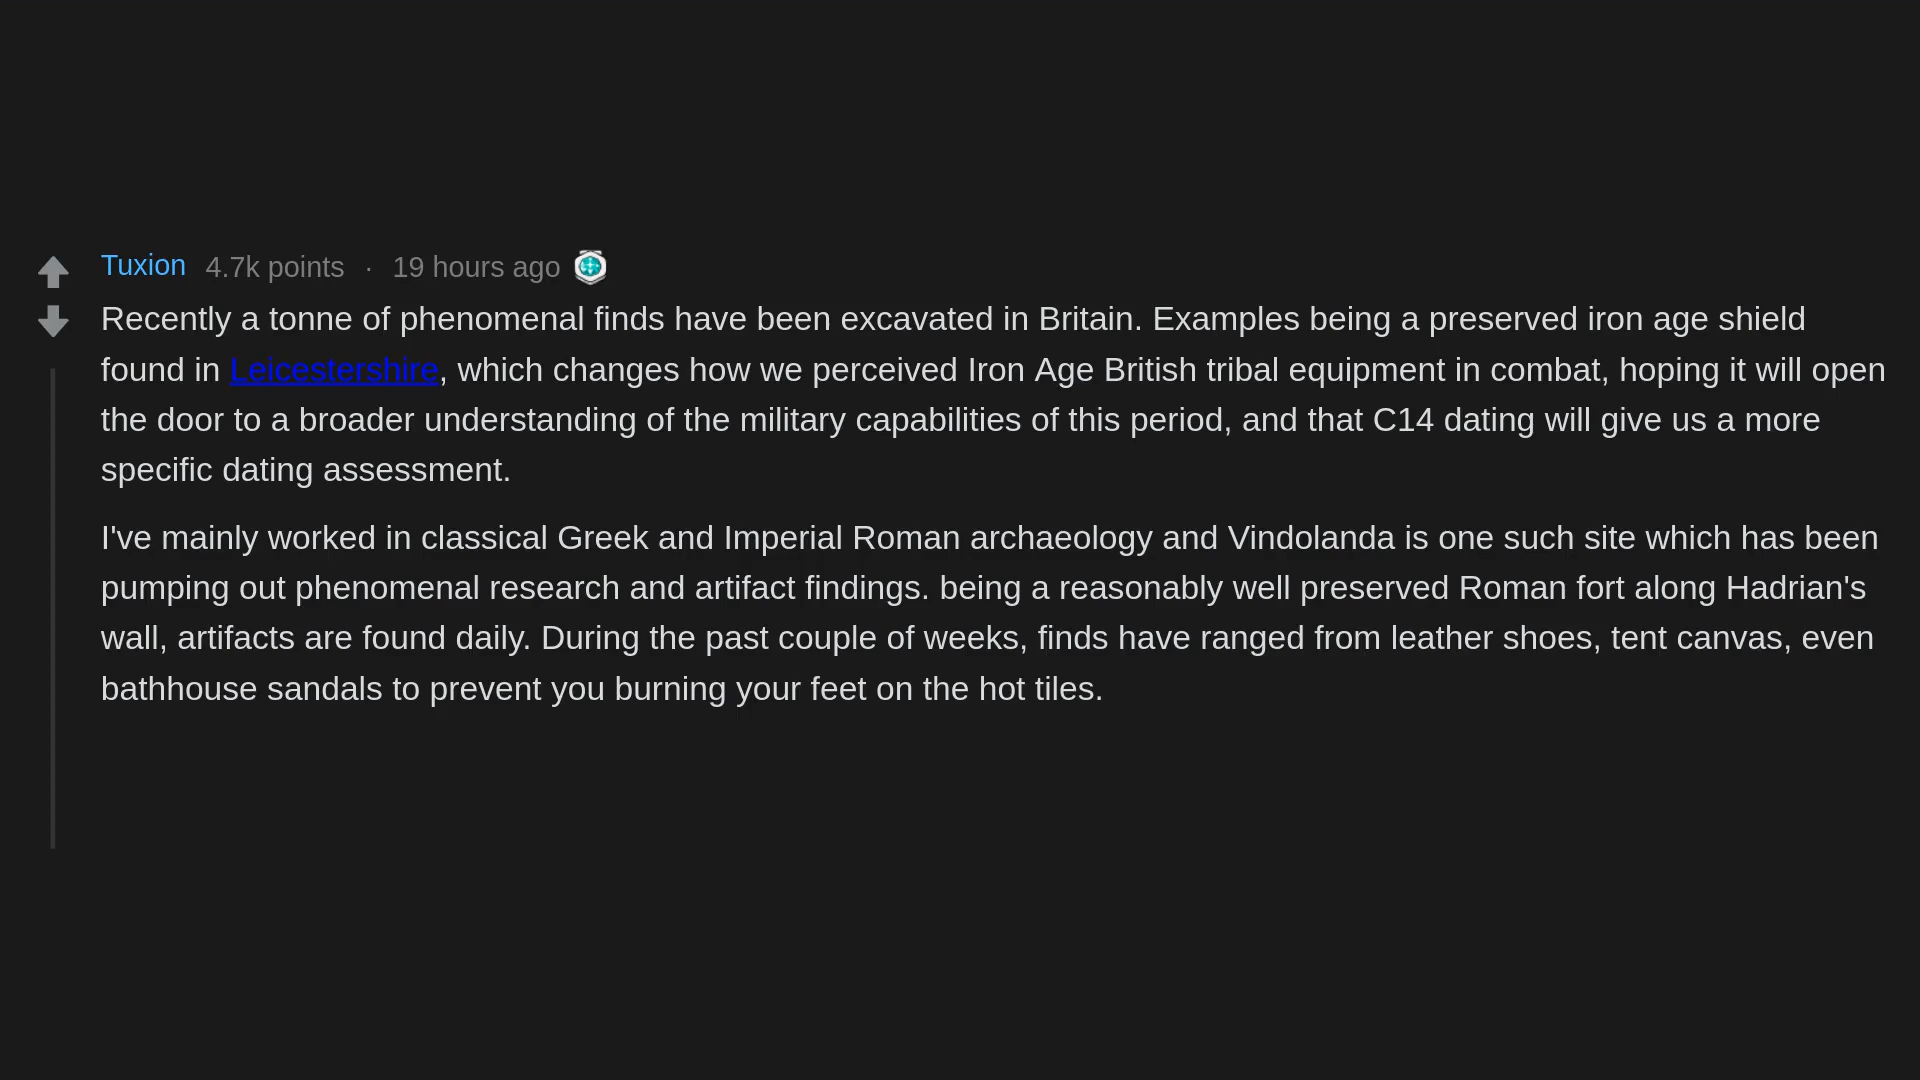 Tuxion 4.7k points · 19 hours ago
Recently a tonne of phenomenal finds have been excavated in Britain. Examples being a preserved iron age shield
found in Leicestershire, which changes how we perceived Iron Age British tribal equipment in combat, hoping it will open
the door to a broader understanding of the military capabilities of this period, and that C14 dating will give us a more
specific dating assessment.
I've mainly worked in classical Greek and Imperial Roman archaeology and Vindolanda is one such site which has been
pumping out phenomenal research and artifact findings. being a reasonably well preserved Roman fort along Hadrian's
wall, artifacts are found daily. During the past couple of weeks, finds have ranged from leather shoes, tent canvas, even
bathhouse sandals to prevent you burning your feet on the hot tiles.